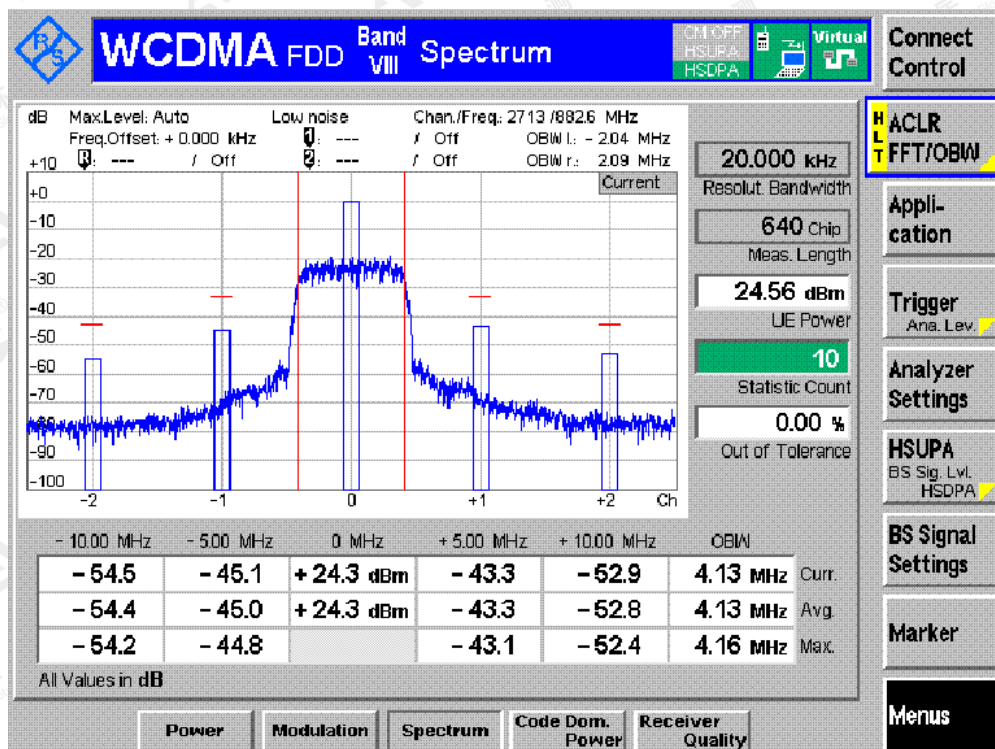 R&S
WCDMA FDD Band VIII Spectrum
CM OFF
HSUPA
HSDPA
Virtual
Connect Control
dB Max.Level: Auto Low noise Chan./Freq.: 2713 /882.6 MHz
Freq.Offset: + 0.000 kHz 1: --- / Off OBW l.: - 2.04 MHz
R: --- / Off 2: --- / Off OBW r.: 2.09 MHz
Current
+10
+0
-10
-20
-30
-40
-50
-60
-70
-80
-90
-100
-2 -1 0 +1 +2 Ch
20.000 kHz
Resolut. Bandwidth
640 Chip
Meas. Length
24.56 dBm
UE Power
10
Statistic Count
0.00 %
Out of Tolerance
HLT
ACLR
FFT/OBW
Appli-
cation
Trigger
Ana. Lev.
Analyzer
Settings
HSUPA
BS Sig. Lvl.
HSDPA
BS Signal
Settings
Marker
Menus
- 10.00 MHz - 5.00 MHz 0 MHz + 5.00 MHz + 10.00 MHz OBW
- 54.5 - 45.1 + 24.3 dBm - 43.3 - 52.9 4.13 MHz Curr.
- 54.4 - 45.0 + 24.3 dBm - 43.3 - 52.8 4.13 MHz Avg.
- 54.2 - 44.8 - 43.1 - 52.4 4.16 MHz Max.
All Values in dB
Power Modulation Spectrum Code Dom. Power Receiver Quality